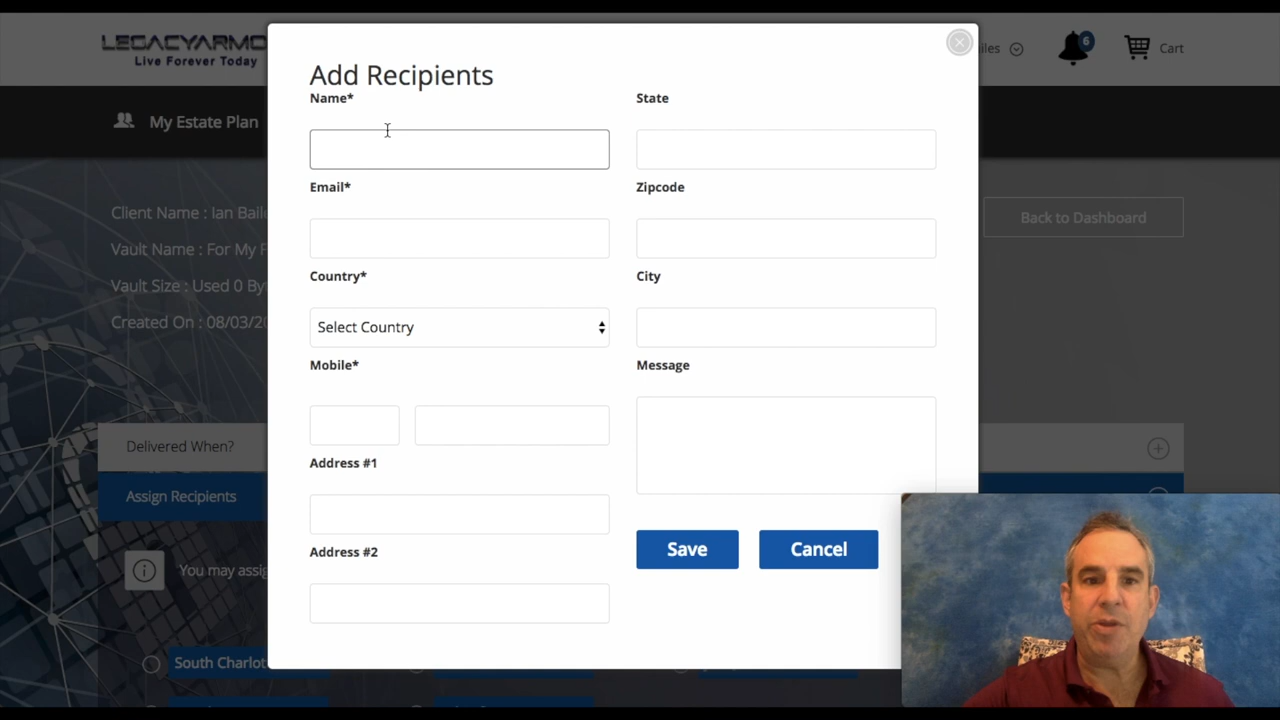 LEGACYARMO
Live Forever Today
iles
6
Cart
My Estate Plan
Client Name : Ian Bail
Vault Name : For My F
Vault Size : Used 0 By
Created On : 08/03/20
Back to Dashboard
Delivered When?
Assign Recipients
You may assig
South Charlot
Add Recipients
Name*
Email*
Country*
Select Country
Mobile*
Address #1
Address #2
State
Zipcode
City
Message
Save
Cancel